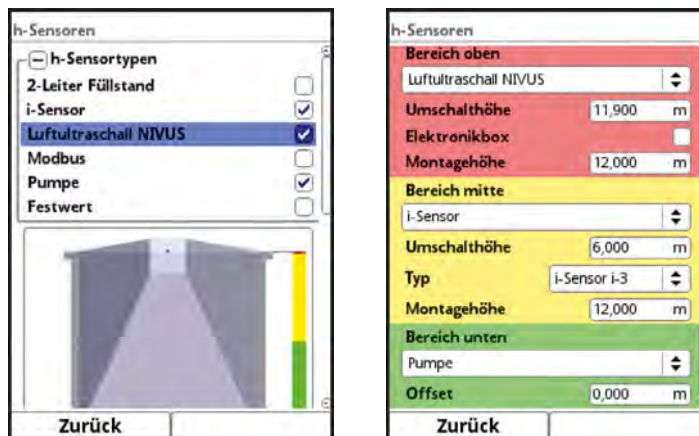 h-Sensoren
h-Sensortypen
2-Leiter Füllstand
i-Sensor
Luftultraschall NIVUS
Modbus
Pumpe
Festwert
Zurück
h-Sensoren
Bereich oben
Luftultraschall NIVUS
Umschalthöhe 11,900 m
Elektronikbox
Montagehöhe 12,000 m
Bereich mitte
i-Sensor
Umschalthöhe 6,000 m
Typ i-Sensor i-3
Montagehöhe 12,000 m
Bereich unten
Pumpe
Offset 0,000 m
Zurück